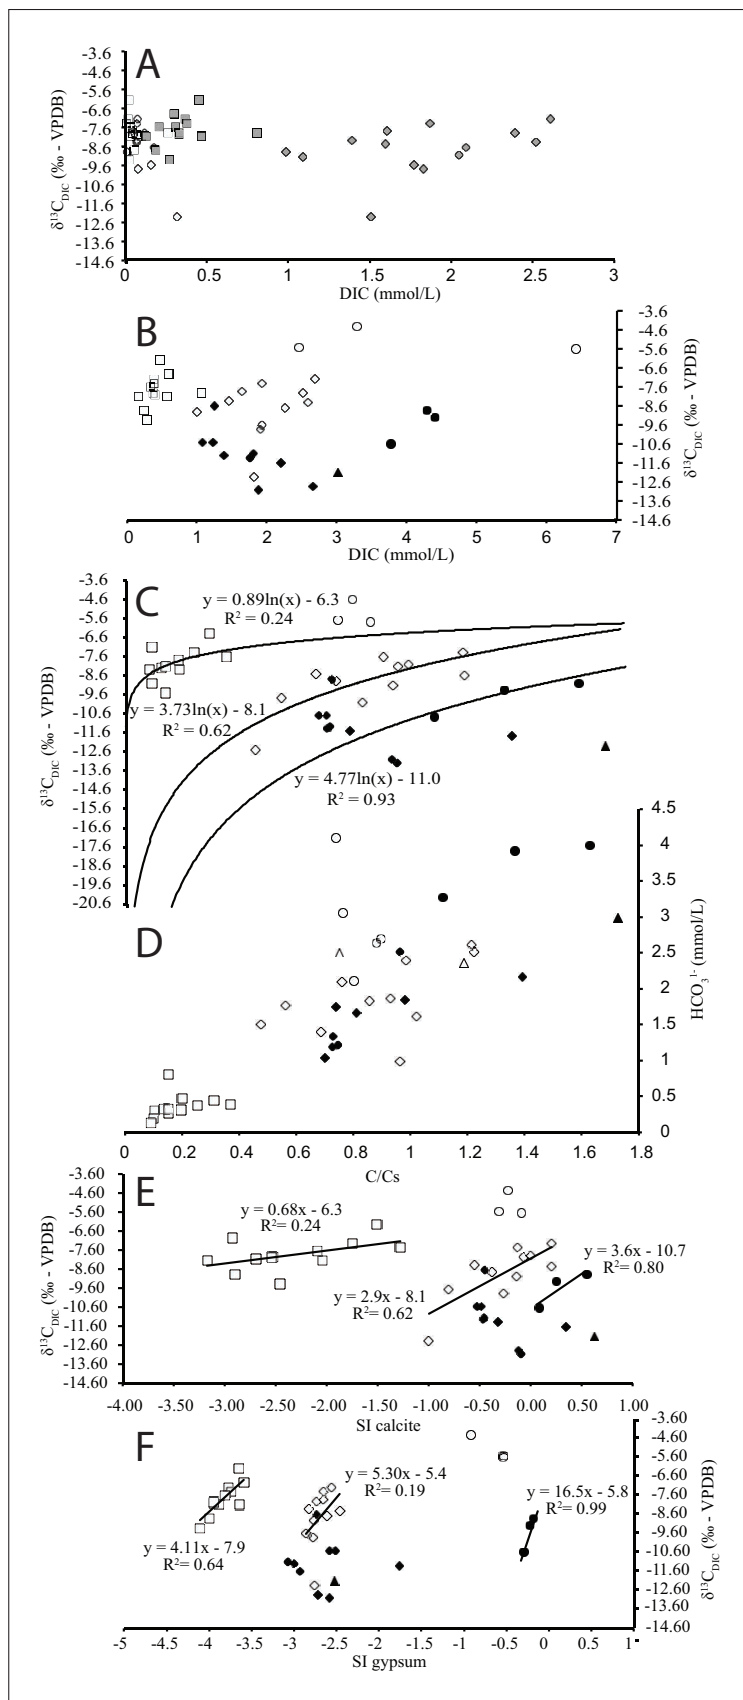 A
-3.6
-4.6
-6.6
-7.6
-8.6
-9.6
-10.6
-12.6
-13.6
-14.6
δ13CDIC (‰ - VPDB)
0 0.5 1 1.5 2 2.5 3
DIC (mmol/L)
B
-3.6
-4.6
-5.6
-7.6
-8.6
-9.6
-10.6
-11.6
-12.6
-14.6
δ13CDIC (‰ - VPDB)
0 1 2 3 4 5 6 7
DIC (mmol/L)
C
-3.6
-4.6
-5.6
-6.6
-7.6
-8.6
-9.6
-10.6
-11.6
-12.6
-13.6
-14.6
-15.6
-16.6
-17.6
-18.6
-19.6
-20.6
δ13CDIC (‰ - VPDB)
y = 0.89ln(x) - 6.3
R2 = 0.24
y = 3.73ln(x) - 8.1
R2 = 0.62
y = 4.77ln(x) - 11.0
R2 = 0.93
D
4.5
4
3.5
3
2.5
2
1.5
1
0.5
0
HCO31- (mmol/L)
0 0.2 0.4 0.6 0.8 1 1.2 1.4 1.6 1.8
C/Cs
E
-3.60
-4.60
-5.60
-6.60
-7.60
-8.60
-9.60
-10.60
-11.60
-12.60
-13.60
-14.60
δ13CDIC (‰ - VPDB)
y = 0.68x - 6.3
R2= 0.24
y = 2.9x - 8.1
R2= 0.62
y = 3.6x - 10.7
R2= 0.80
-4.00 -3.50 -3.00 -2.50 -2.00 -1.50 -1.00 -0.50 0.00 0.50 1.00
SI calcite
F
-3.60
-4.60
-5.60
-6.60
-7.60
-8.60
-9.60
-10.60
-11.60
-12.60
-13.60
-14.60
δ13CDIC (‰ - VPDB)
y = 5.30x - 5.4
R2= 0.19
y = 16.5x - 5.8
R2= 0.99
y = 4.11x - 7.9
R2= 0.64
-5 -4.5 -4 -3.5 -3 -2.5 -2 -1.5 -1 -0.5 0 0.5 1
SI gypsum